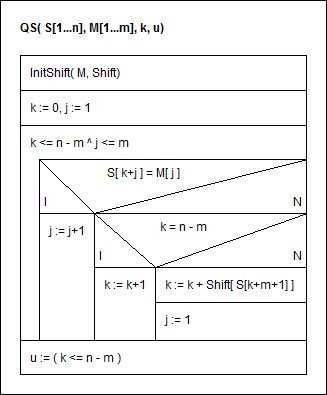 QS( S[1...n], M[1...m], k, u)
InitShift( M, Shift)
k := 0, j := 1
k <= n - m ^ j <= m
S[ k+j ] = M[ j ]
I
N
j := j+1
k = n - m
I
N
k := k+1
k := k + Shift[ S[k+m+1] ]
j := 1
u := ( k <= n - m )